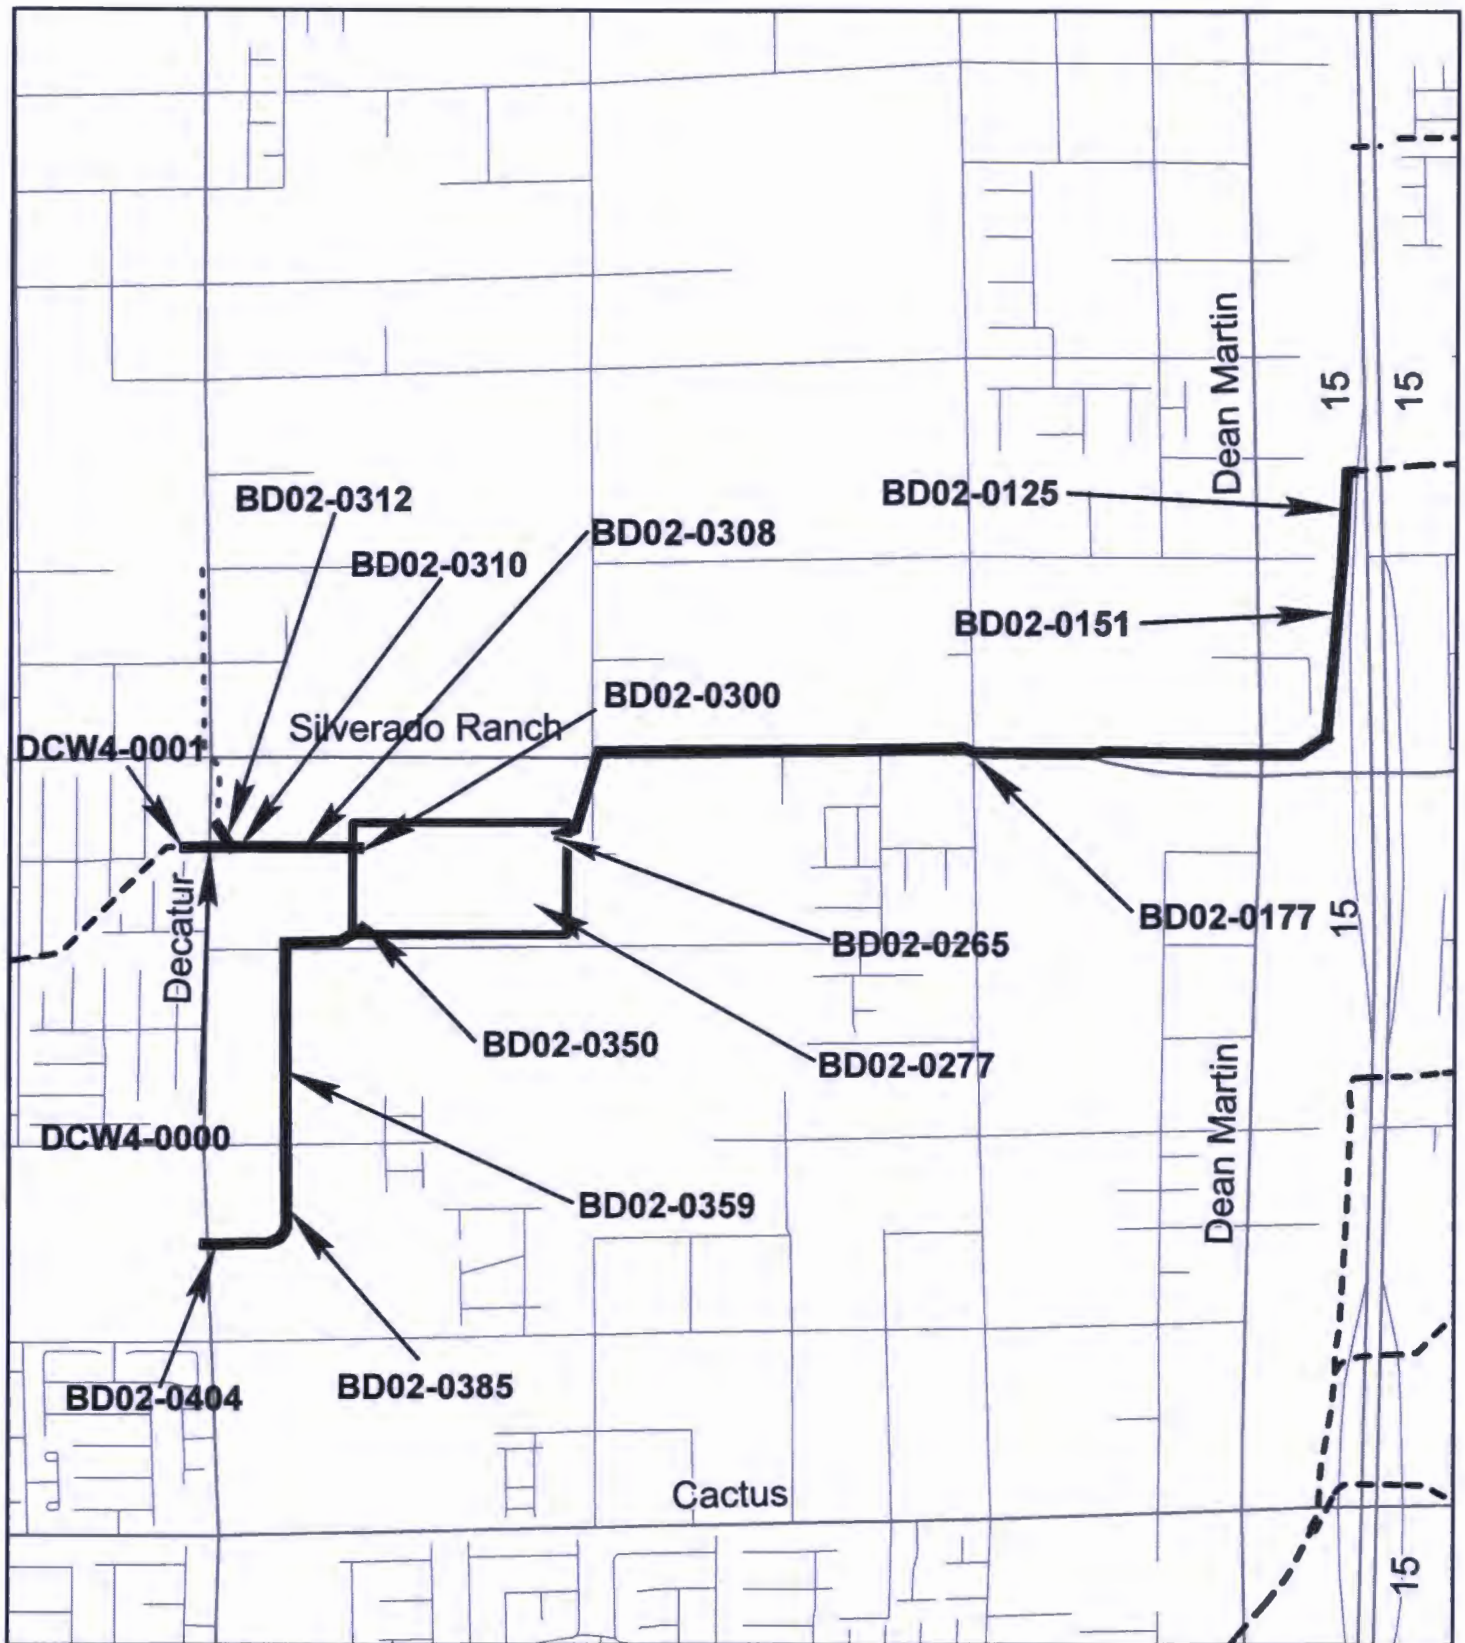 Dean Martin
15
15
BD02-0125
BD02-0312
BD02-0308
BD02-0310
BD02-0151
BD02-0300
Silverado Ranch
DCW4-0001
Decatur
BD02-0177
15
BD02-0265
BD02-0350
BD02-0277
Dean Martin
DCW4-0000
BD02-0359
BD02-0385
BD02-0404
Cactus
15